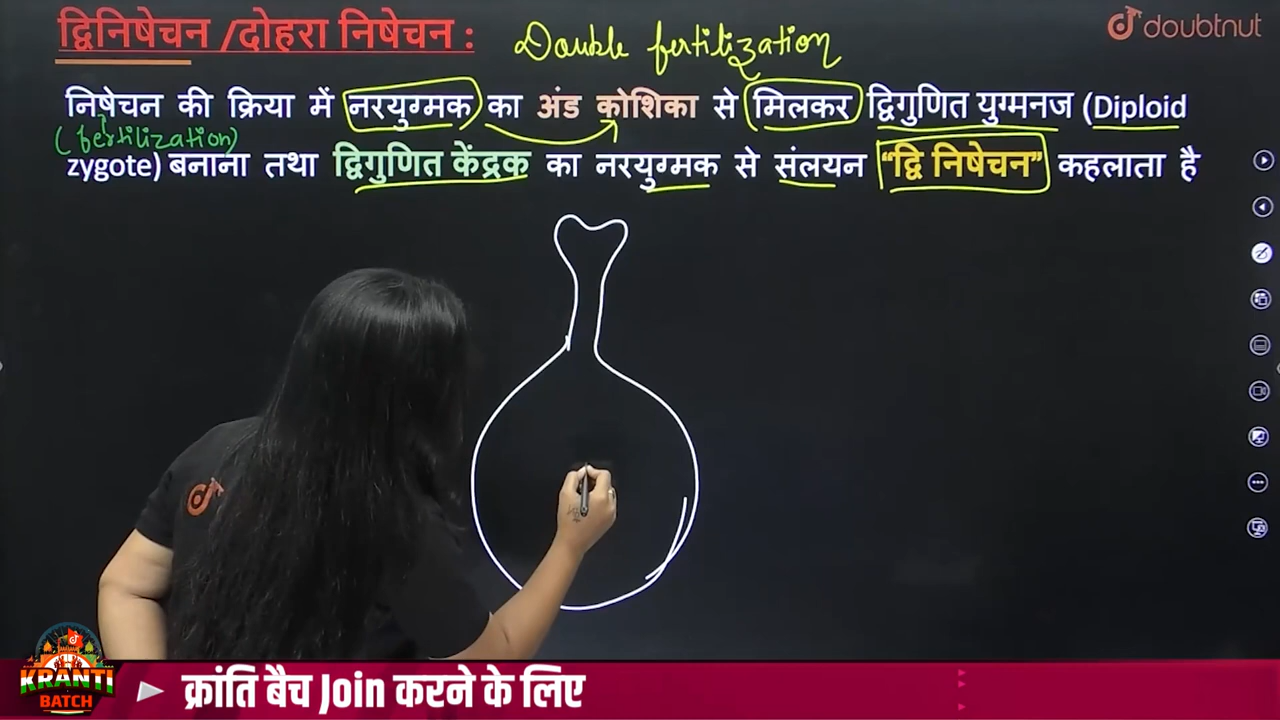 द्विनिषेचन /दोहरा निषेचन : Double fertilization
doubtnut
निषेचन की क्रिया में नरयुग्मक का अंड कोशिका से मिलकर द्विगुणित युग्मनज (Diploid
(fertilization)
zygote) बनाना तथा द्विगुणित केंद्रक का नरयुग्मक से संलयन “द्वि निषेचन” कहलाता है
KRANTI
BATCH
क्रांति बैच Join करने के लिए